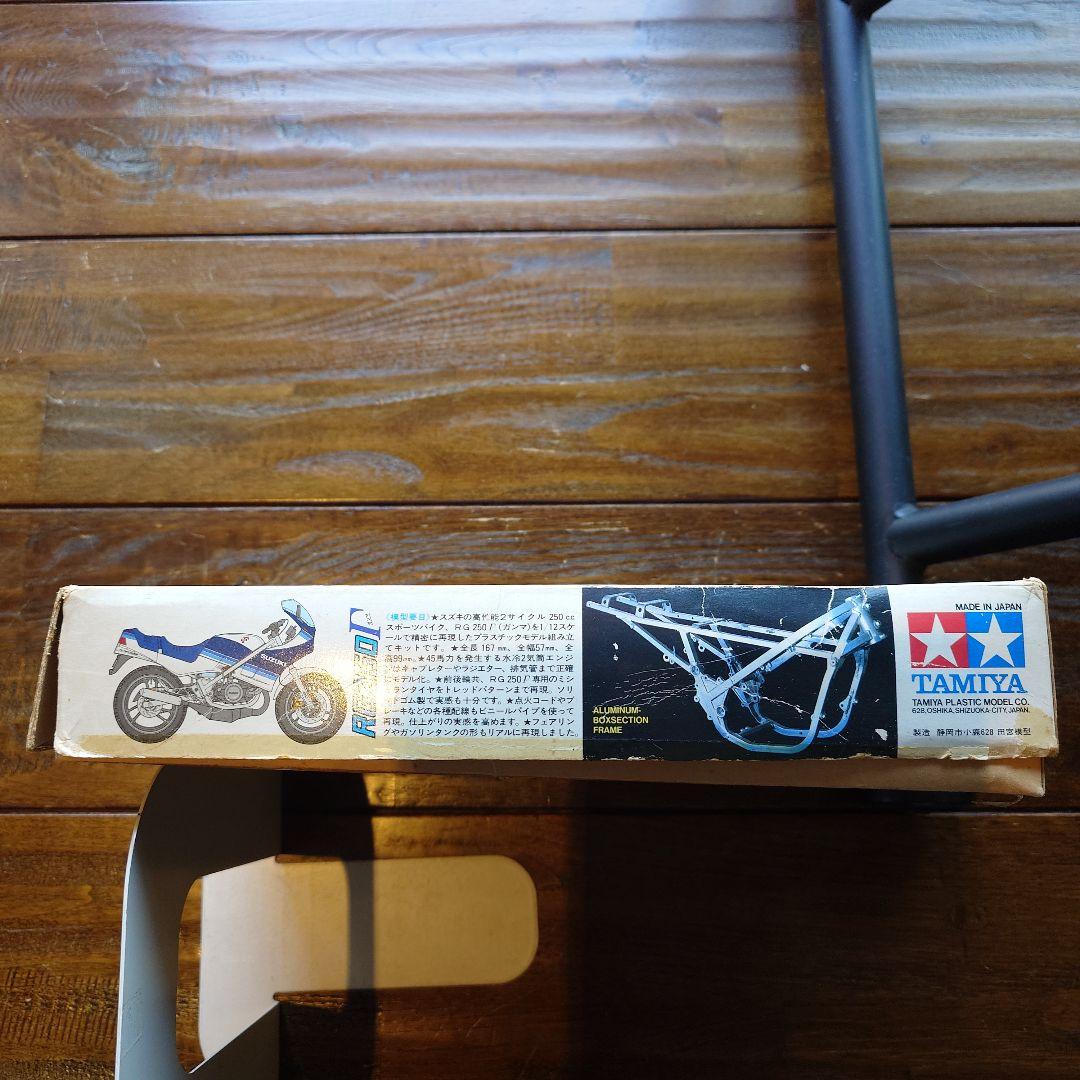 SUZUKI
RG250Γ
《模型要目》★スズキの高性能2サイクル 250cc
スポーツバイク、RG250Γ (ガンマ)を1/12スケ
ールで精密に再現したプラスチックモデル組み立
てキットです。★全長 167mm、全幅57mm、全
高99mm。★45馬力を発生する水冷2気筒エンジ
ンはキャブレターやラジエター、排気管まで正確
にモデル化。★前後輪共、RG250Γ専用のミシ
ュランタイヤをトレッドパターンまで再現。ソリ
ッドゴム製で実感も十分です。★点火コードやブ
レーキなどの各種配線もビニールパイプを使って
再現。仕上がりの実感を高めます。★フェアリン
グやガソリンタンクの形もリアルに再現しました。
ALUMINUM-
BOXSECTION
FRAME
MADE IN JAPAN
TAMIYA
TAMIYA PLASTIC MODEL CO.
628, OSHIKA, SHIZUOKA-CITY, JAPAN.
製造 静岡市小鹿628 田宮模型